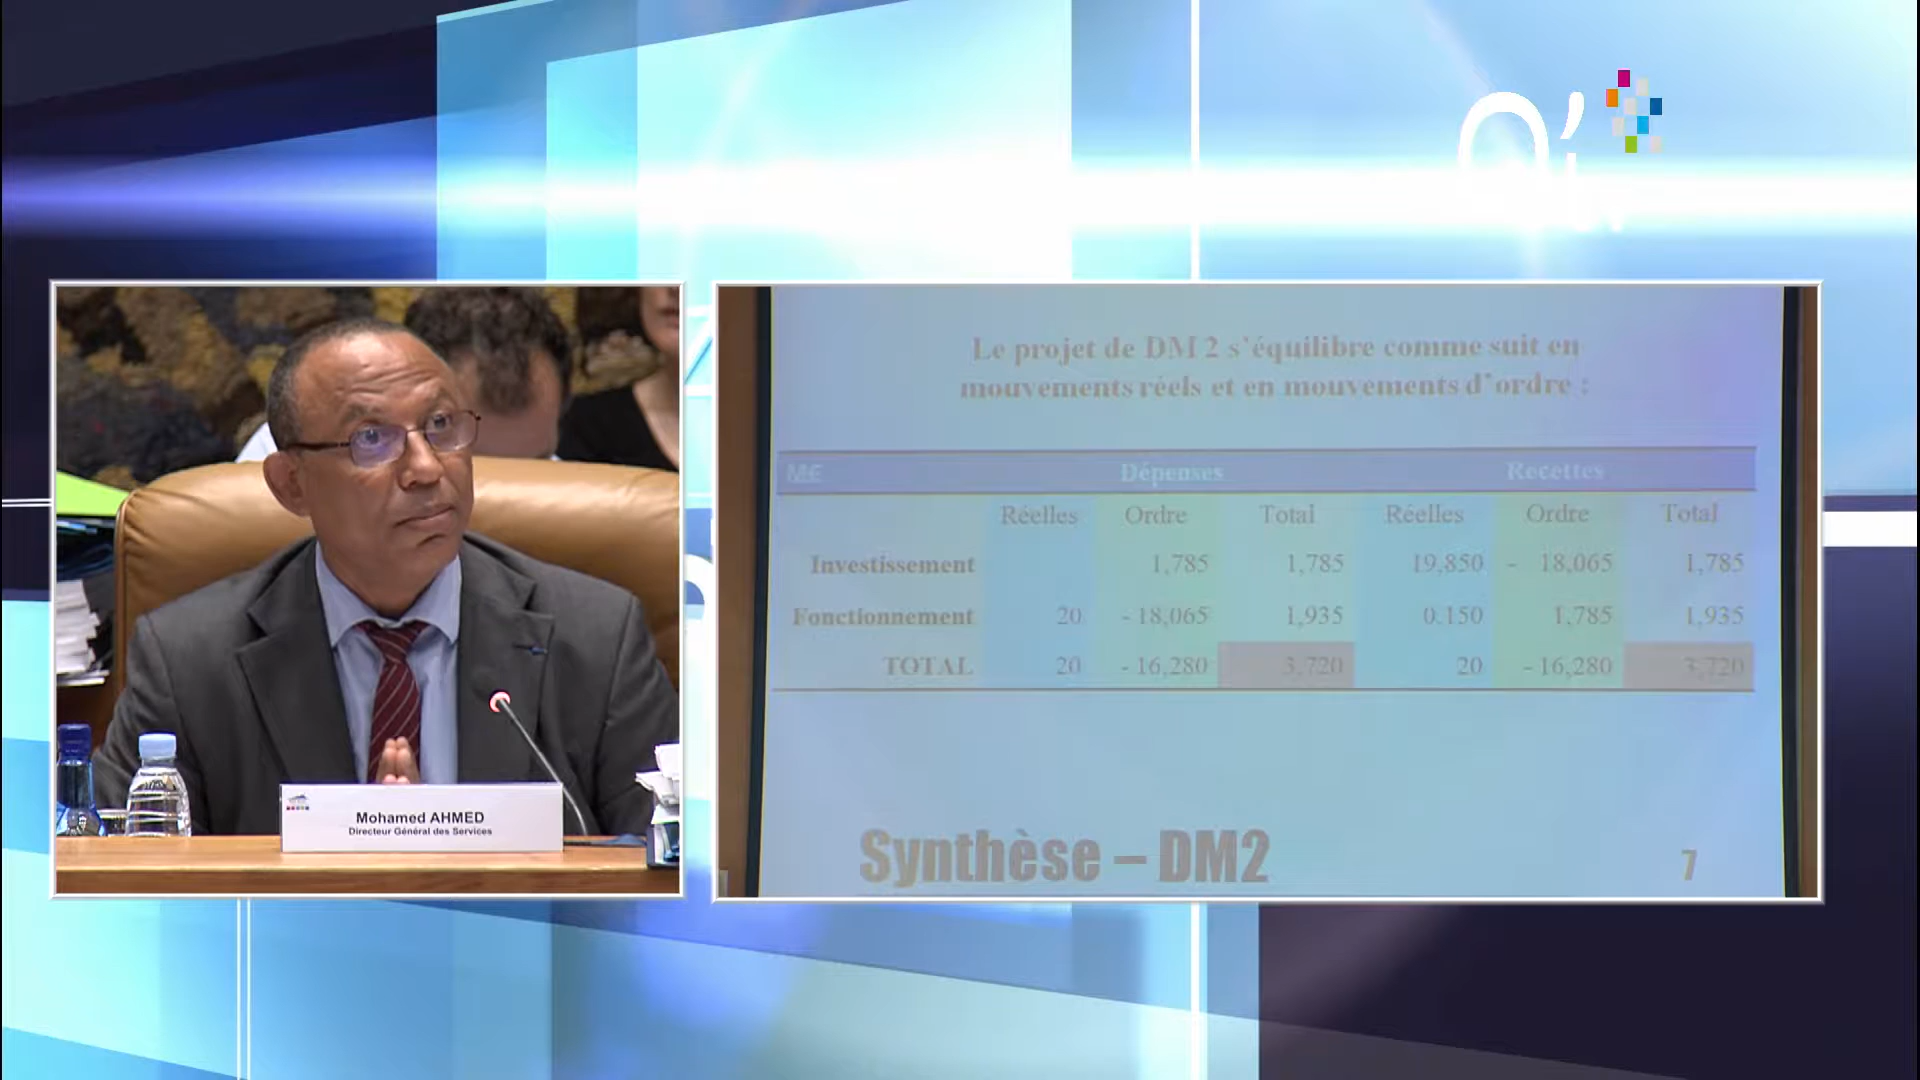 Mohamed AHMED
Directeur Général des Services
Le projet de DM 2 s'équilibre comme suit en
mouvements réels et en mouvements d'ordre :
M€ Dépenses Recettes
Réelles Ordre Total Réelles Ordre Total
Investissement 1,785 1,785 19,850 - 18,065 1,785
Fonctionnement 20 - 18,065 1,935 0.150 1,785 1,935
TOTAL 20 - 16,280 3,720 20 - 16,280 3,720
Synthèse – DM2
7